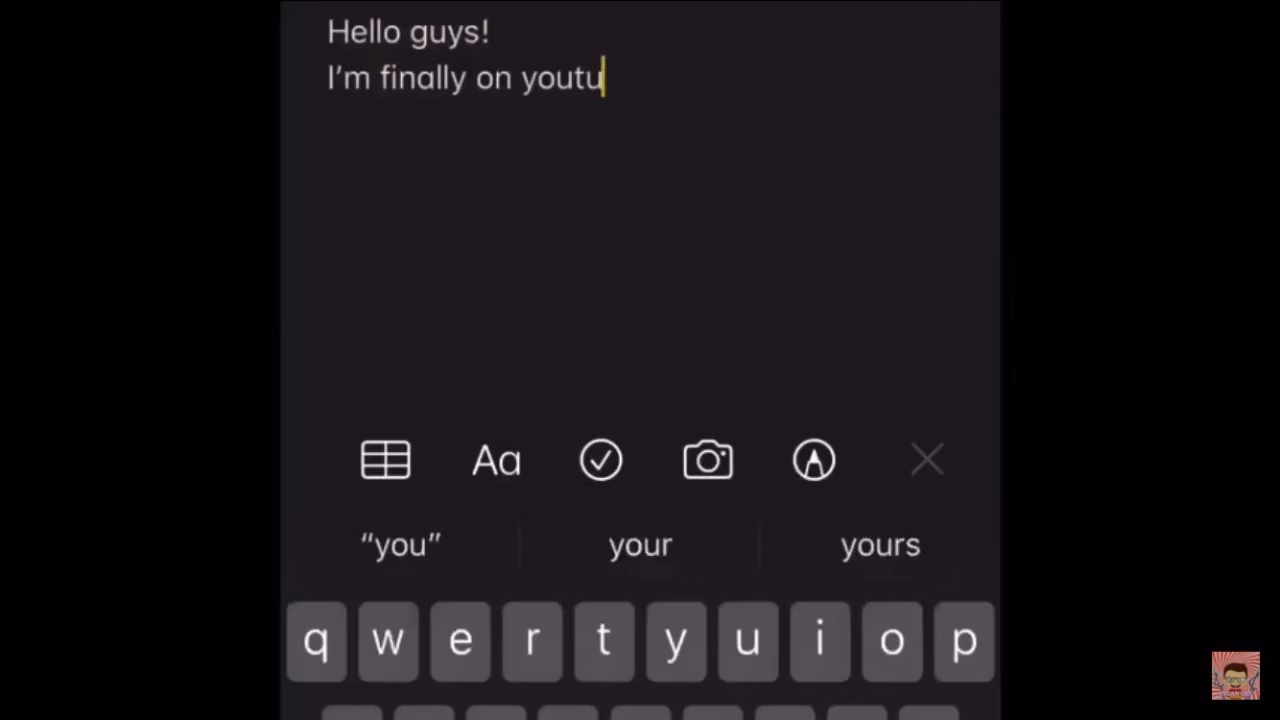 Hello guys!
I’m finally on youtu
Aa
“you” your yours
q w e r t y u i o p